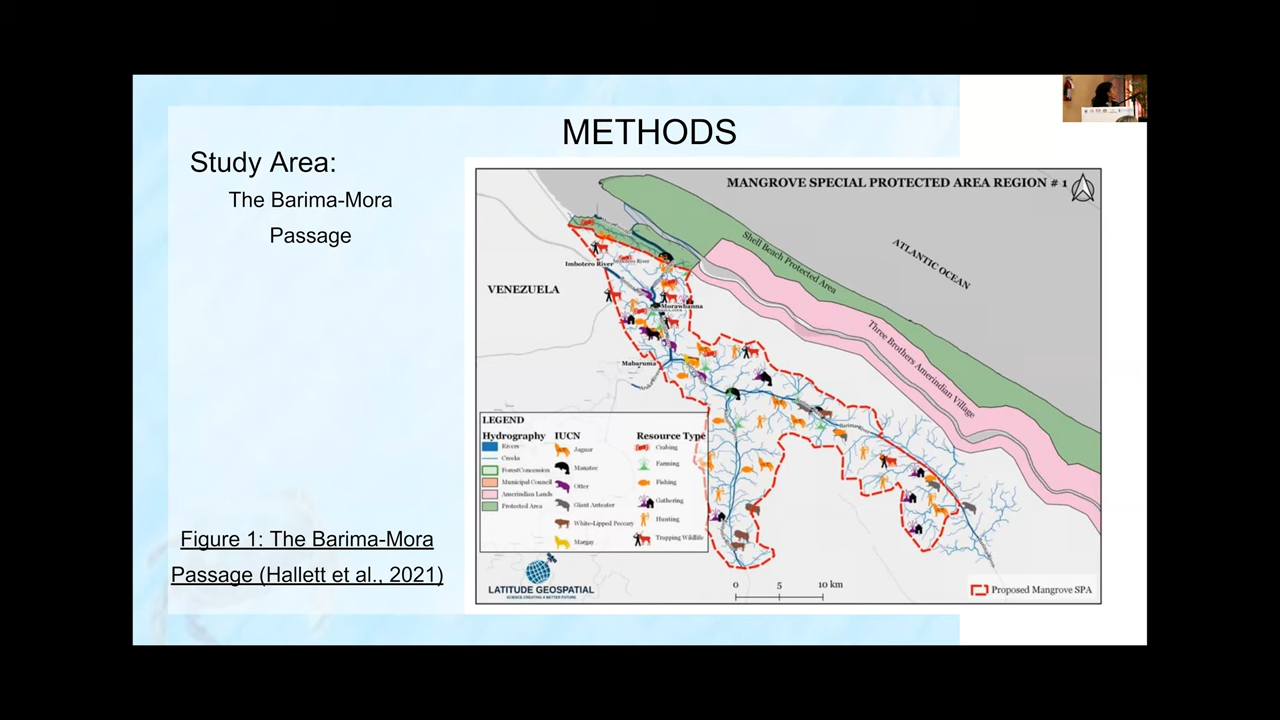 METHODS
Study Area:
The Barima-Mora
Passage
Figure 1: The Barima-Mora
Passage (Hallett et al., 2021)
MANGROVE SPECIAL PROTECTED AREA REGION # 1
Shell Beach Protected Area
ATLANTIC OCEAN
Three Brothers Amerindian Village
VENEZUELA
Imbotero River
Imbotero River
Morawhanna
Mabaruma
LEGEND
Hydrography
Rivers
Creeks
ForestConcession
Municipal Council
Amerindian Lands
Protected Area
IUCN
Jaguar
Manatee
Otter
Giant Anteater
White-Lipped Peccary
Margay
Resource Type
Crabing
Farming
Fishing
Gathering
Hunting
Trapping Wildlife
LATITUDE GEOSPATIAL
SCIENCE CREATING A BETTER FUTURE
0 5 10 km
Proposed Mangrove SPA